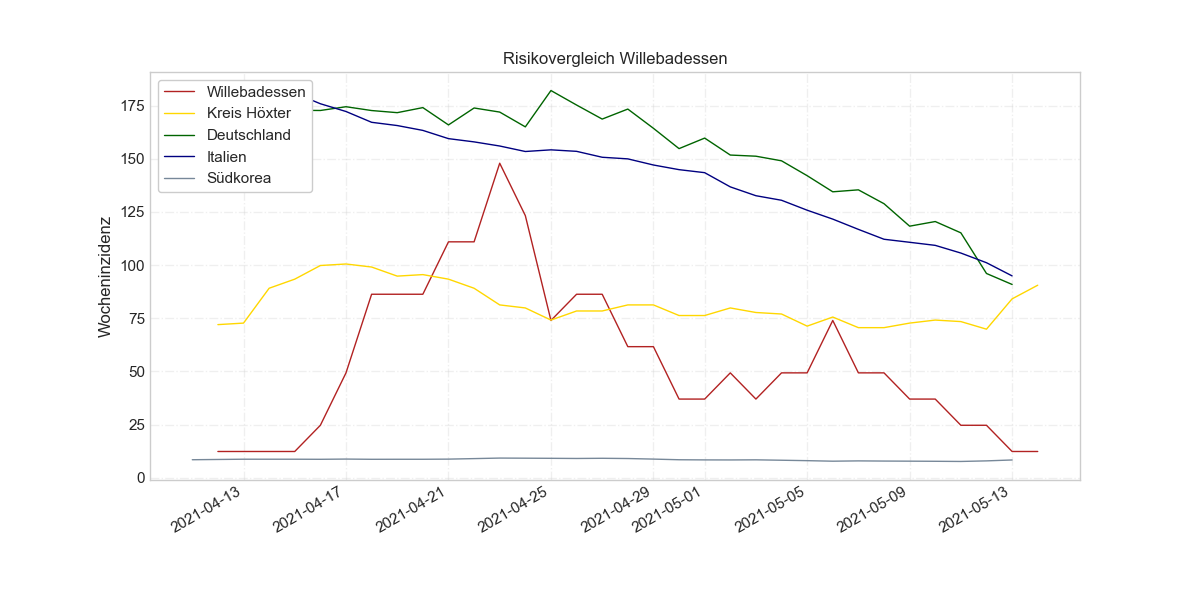 Risikovergleich Willebadessen
Willebadessen
Kreis Höxter
Deutschland
Italien
Südkorea
Wocheninzidenz
175
150
125
100
75
50
25
0
2021-04-13
2021-04-17
2021-04-21
2021-04-25
2021-04-29
2021-05-01
2021-05-05
2021-05-09
2021-05-13